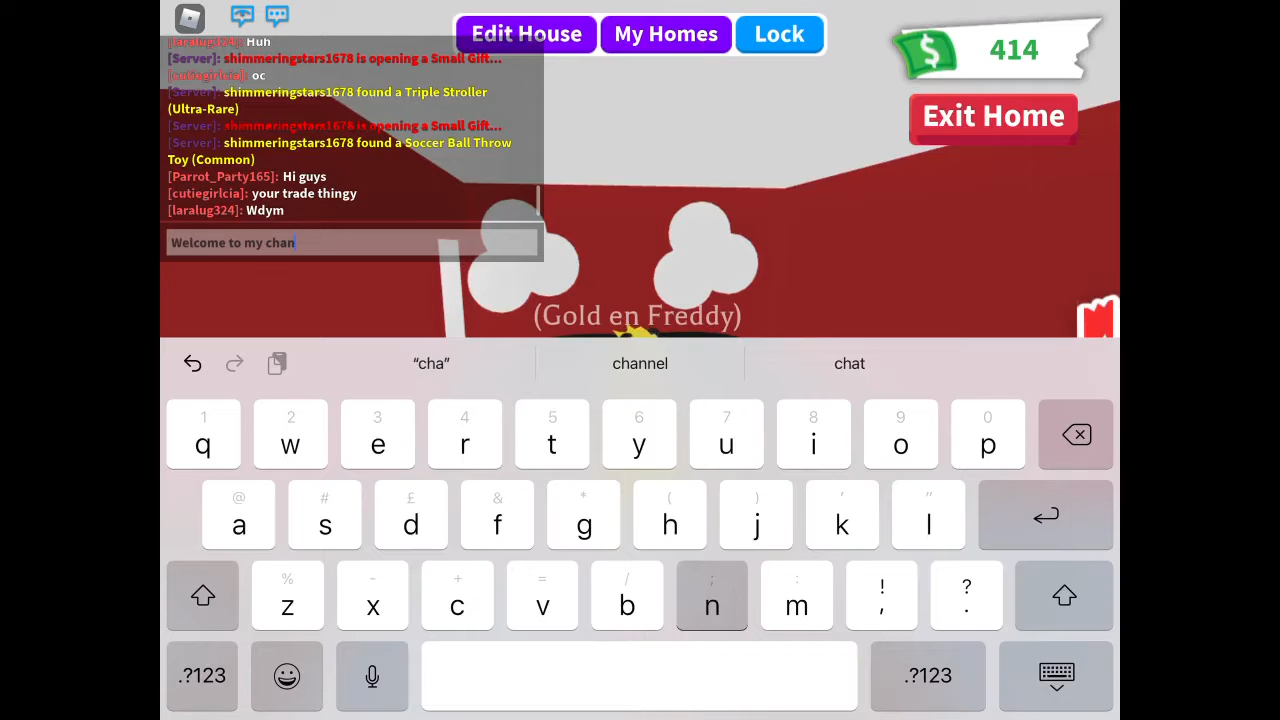 Edit House My Homes Lock
$ 414
Exit Home
[laralug324]: Huh
[Server]: shimmeringstars1678 is opening a Small Gift...
[cutiegirlcia]: oc
[Server]: shimmeringstars1678 found a Triple Stroller
(Ultra-Rare)
[Server]: shimmeringstars1678 is opening a Small Gift...
[Server]: shimmeringstars1678 found a Soccer Ball Throw
Toy (Common)
[Parrot_Party165]: Hi guys
[cutiegirlcia]: your trade thingy
[laralug324]: Wdym
Welcome to my chan
(Gold en Freddy)
“cha” channel chat
1 2 3 4 5 6 7 8 9 0
q w e r t y u i o p
@ # £ & * ( ) ' "
a s d f g h j k l
% - + = / ; : ! ?
z x c v b n m , .
.?123 .?123